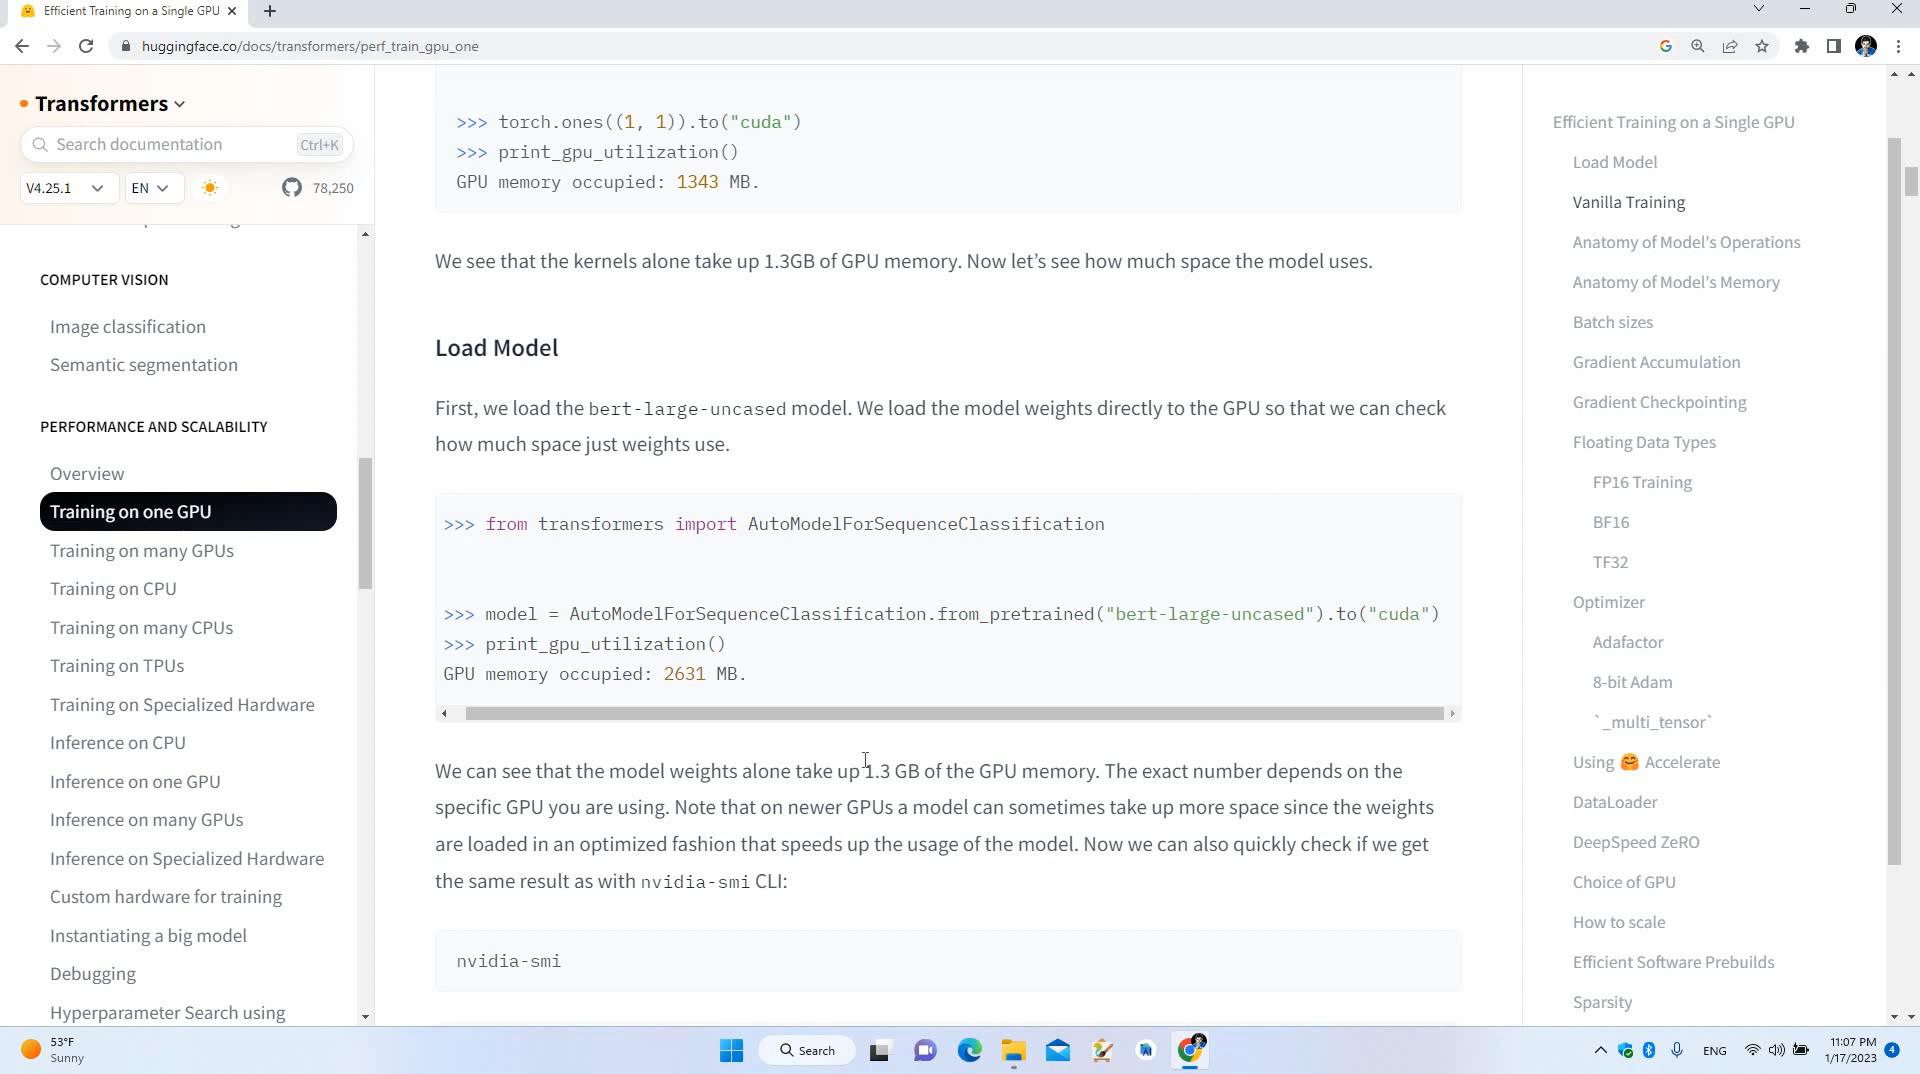 Efficient Training on a Single GPU
huggingface.co/docs/transformers/perf_train_gpu_one
Transformers
Search documentation
Ctrl+K
V4.25.1
EN
78,250
COMPUTER VISION
Image classification
Semantic segmentation
PERFORMANCE AND SCALABILITY
Overview
Training on one GPU
Training on many GPUs
Training on CPU
Training on many CPUs
Training on TPUs
Training on Specialized Hardware
Inference on CPU
Inference on one GPU
Inference on many GPUs
Inference on Specialized Hardware
Custom hardware for training
Instantiating a big model
Debugging
Hyperparameter Search using
>>> torch.ones((1, 1)).to("cuda")
>>> print_gpu_utilization()
GPU memory occupied: 1343 MB.
We see that the kernels alone take up 1.3GB of GPU memory. Now let’s see how much space the model uses.
Load Model
First, we load the bert-large-uncased model. We load the model weights directly to the GPU so that we can check
how much space just weights use.
>>> from transformers import AutoModelForSequenceClassification
>>> model = AutoModelForSequenceClassification.from_pretrained("bert-large-uncased").to("cuda")
>>> print_gpu_utilization()
GPU memory occupied: 2631 MB.
We can see that the model weights alone take up 1.3 GB of the GPU memory. The exact number depends on the
specific GPU you are using. Note that on newer GPUs a model can sometimes take up more space since the weights
are loaded in an optimized fashion that speeds up the usage of the model. Now we can also quickly check if we get
the same result as with nvidia-smi CLI:
nvidia-smi
Efficient Training on a Single GPU
Load Model
Vanilla Training
Anatomy of Model's Operations
Anatomy of Model's Memory
Batch sizes
Gradient Accumulation
Gradient Checkpointing
Floating Data Types
FP16 Training
BF16
TF32
Optimizer
Adafactor
8-bit Adam
`_multi_tensor`
Using 🤗 Accelerate
DataLoader
DeepSpeed ZeRO
Choice of GPU
How to scale
Efficient Software Prebuilds
Sparsity
53°F
Sunny
Search
ENG
11:07 PM
1/17/2023
4